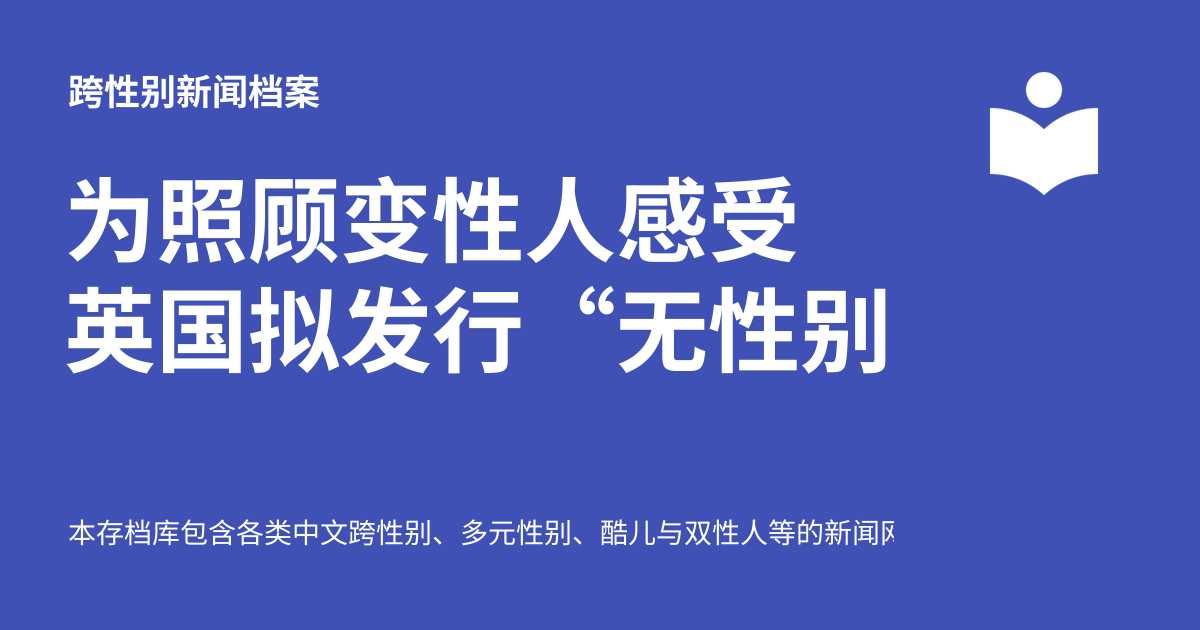 跨性别新闻档案
为照顾变性人感受
英国拟发行“无性别
本存档库包含各类中文跨性别、多元性别、酷儿与双性人等的新闻